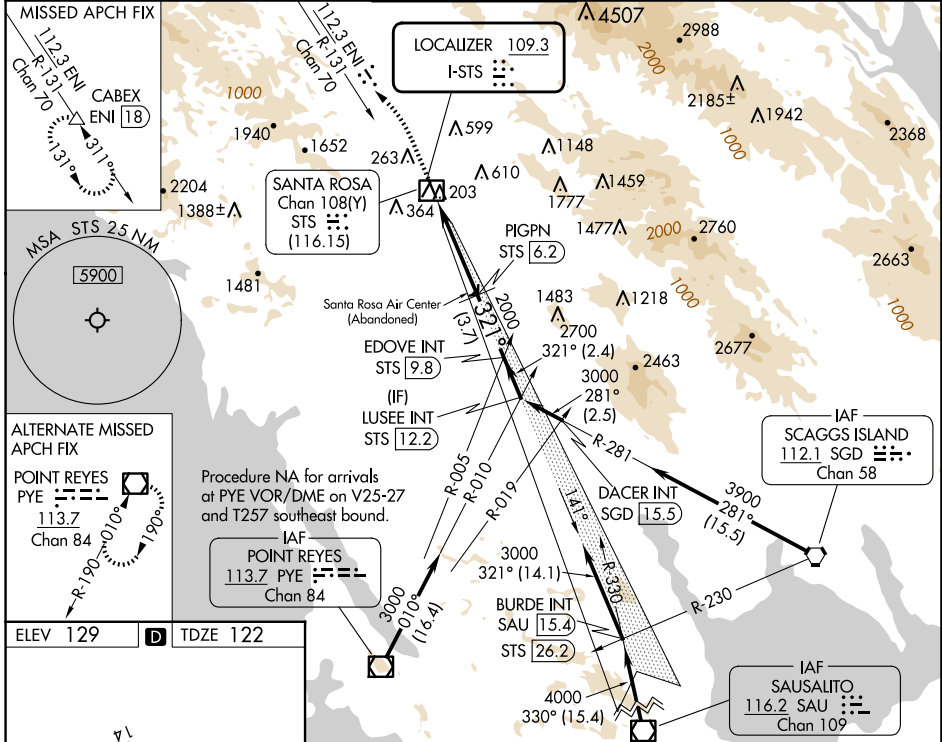 MISSED APCH FIX
112.3 ENI
R-131
Chan 70
CABEX
ENI 18
131°
311°
112.3 ENI
R-131
Chan 70
LOCALIZER 109.3
I-STS
4507
2988
2000
2185±
1942
2368
1000
1000
1940
1652
599
263
1148
610
1459
1777
2204
1388±
SANTA ROSA
Chan 108(Y)
STS
(116.15)
203
364
1477
2000
2760
2663
1000
1000
PIGPN
STS 6.2
MSA STS 25 NM
5900
1481
Santa Rosa Air Center
(Abandoned)
321°
(3.7)
2000
1483
1218
2700
321° (2.4)
2463
2677
EDOVE INT
STS 9.8
(IF)
LUSEE INT
STS 12.2
3000
281°
(2.5)
R-281
IAF
SCAGGS ISLAND
112.1 SGD
Chan 58
ALTERNATE MISSED
APCH FIX
POINT REYES
PYE
113.7
Chan 84
010°
190°
R-190
Procedure NA for arrivals
at PYE VOR/DME on V25-27
and T257 southeast bound.
R-005
R-010
R-019
DACER INT
SGD 15.5
3900
281°
(15.5)
141°
R-330
IAF
POINT REYES
113.7 PYE
Chan 84
3000
010°
(16.4)
3000
321° (14.1)
BURDE INT
SAU 15.4
STS 26.2
R-230
4000
330° (15.4)
IAF
SAUSALITO
116.2 SAU
Chan 109
ELEV 129
D
TDZE 122
14